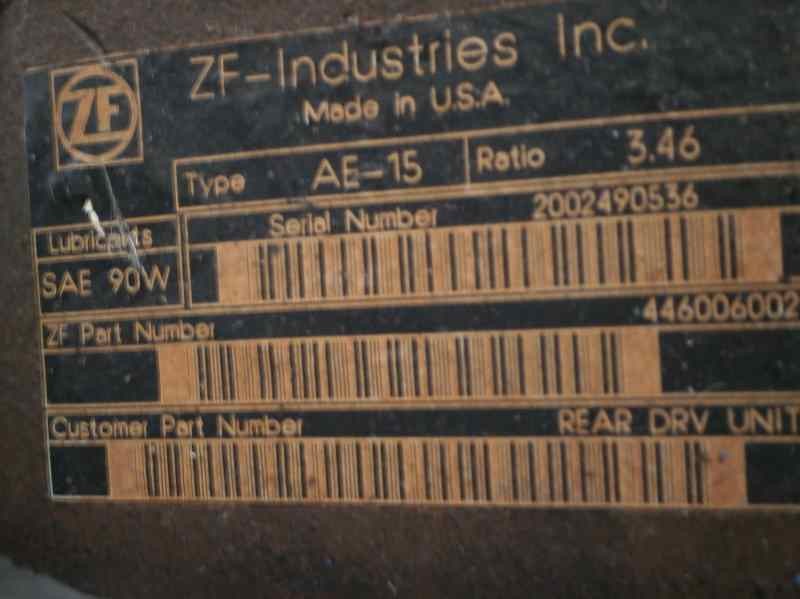 ZF
ZF-Industries Inc.
Made in U.S.A.
Type AE-15 Ratio 3.46
Serial Number 2002490536
Lubricants
SAE 90W
ZF Part Number 446006002
Customer Part Number REAR DRV UNIT